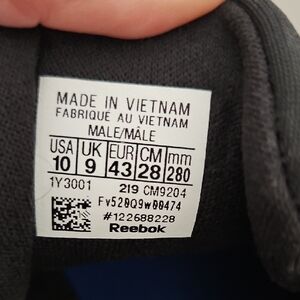 MADE IN VIETNAM
FABRIQUÉ AU VIETNAM
MALE/MÂLE
USA UK EUR CM mm
10 9 43 28 280
1Y3001 219 CM9204
Fv520Q9w00474
#122688228
Reebok